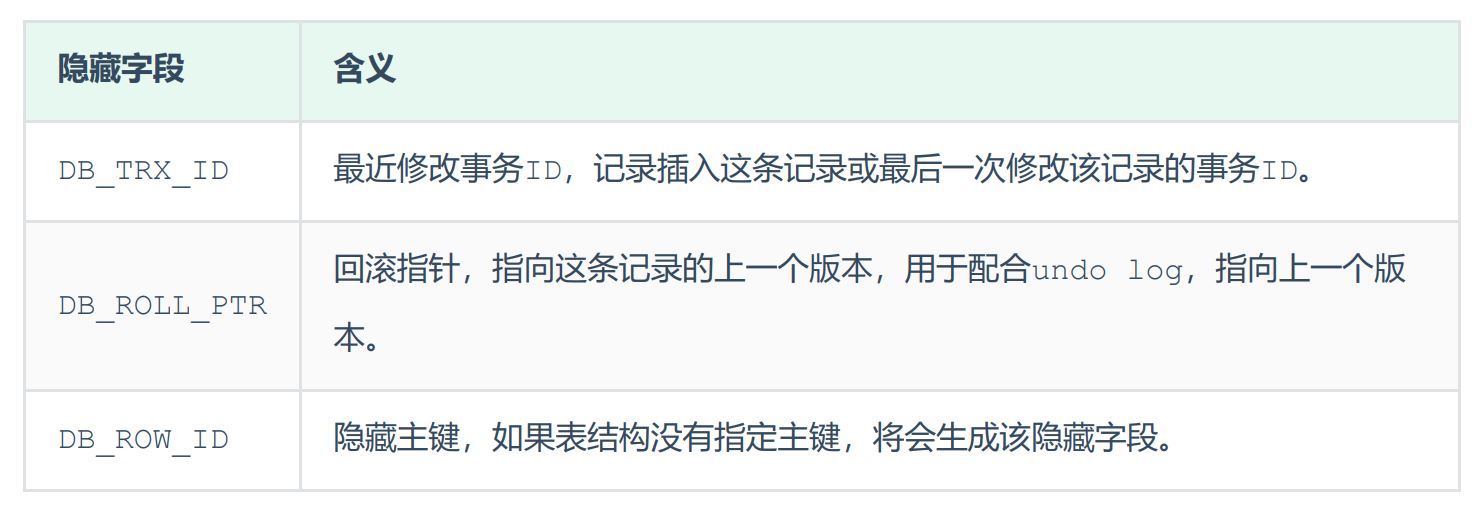 隐藏字段 含义
DB_TRX_ID 最近修改事务ID，记录插入这条记录或最后一次修改该记录的事务ID。
DB_ROLL_PTR 回滚指针，指向这条记录的上一个版本，用于配合undo log，指向上一个版
本。
DB_ROW_ID 隐藏主键，如果表结构没有指定主键，将会生成该隐藏字段。